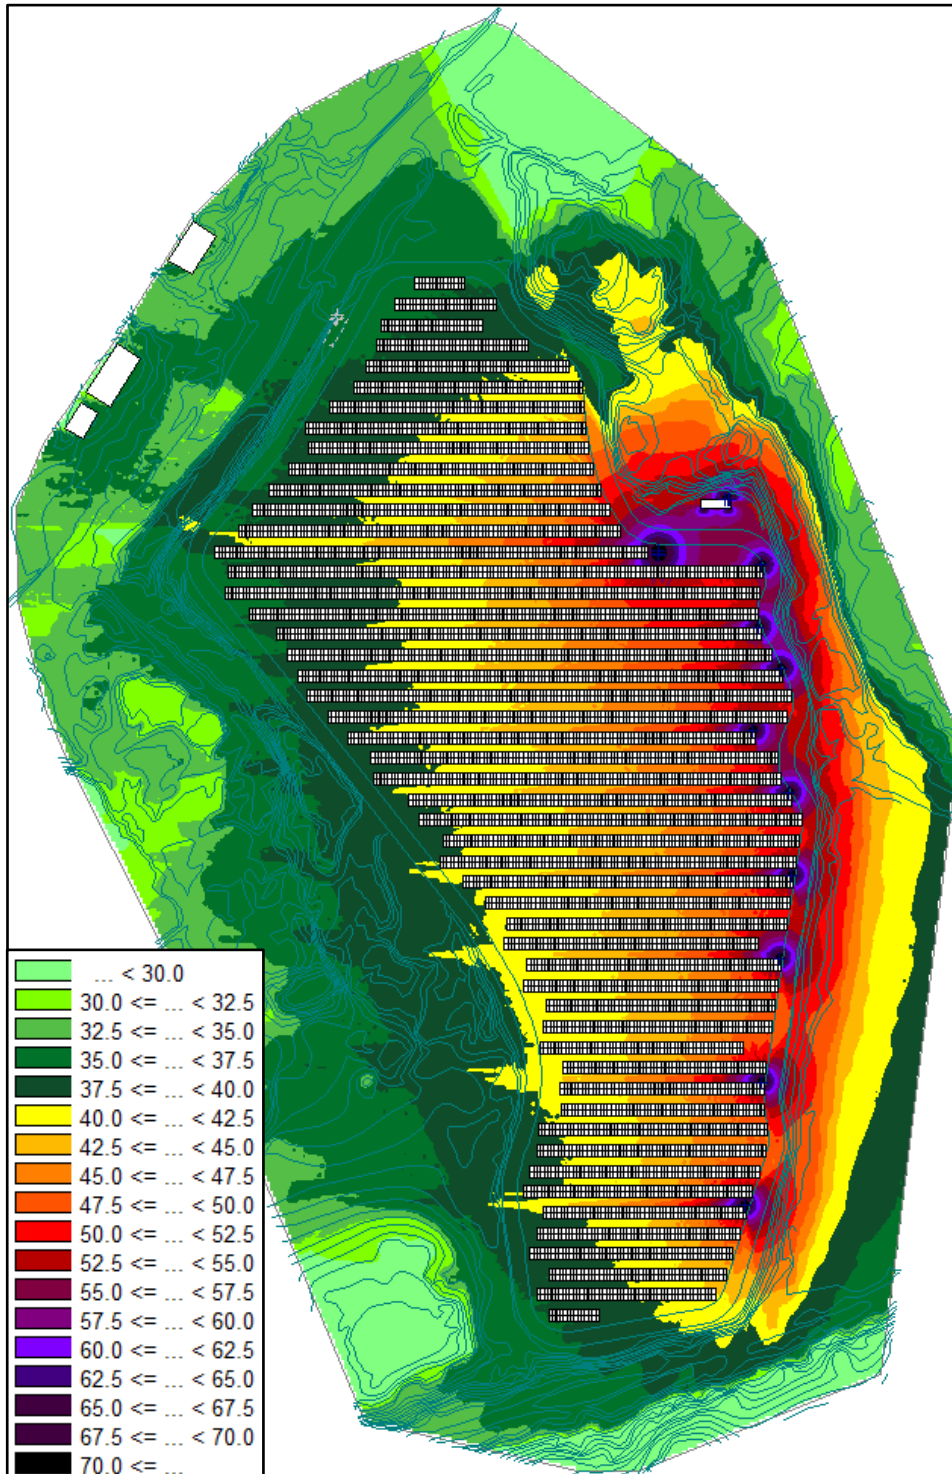 ... < 30.0
30.0 <= ... < 32.5
32.5 <= ... < 35.0
35.0 <= ... < 37.5
37.5 <= ... < 40.0
40.0 <= ... < 42.5
42.5 <= ... < 45.0
45.0 <= ... < 47.5
47.5 <= ... < 50.0
50.0 <= ... < 52.5
52.5 <= ... < 55.0
55.0 <= ... < 57.5
57.5 <= ... < 60.0
60.0 <= ... < 62.5
62.5 <= ... < 65.0
65.0 <= ... < 67.5
67.5 <= ... < 70.0
70.0 <= ...